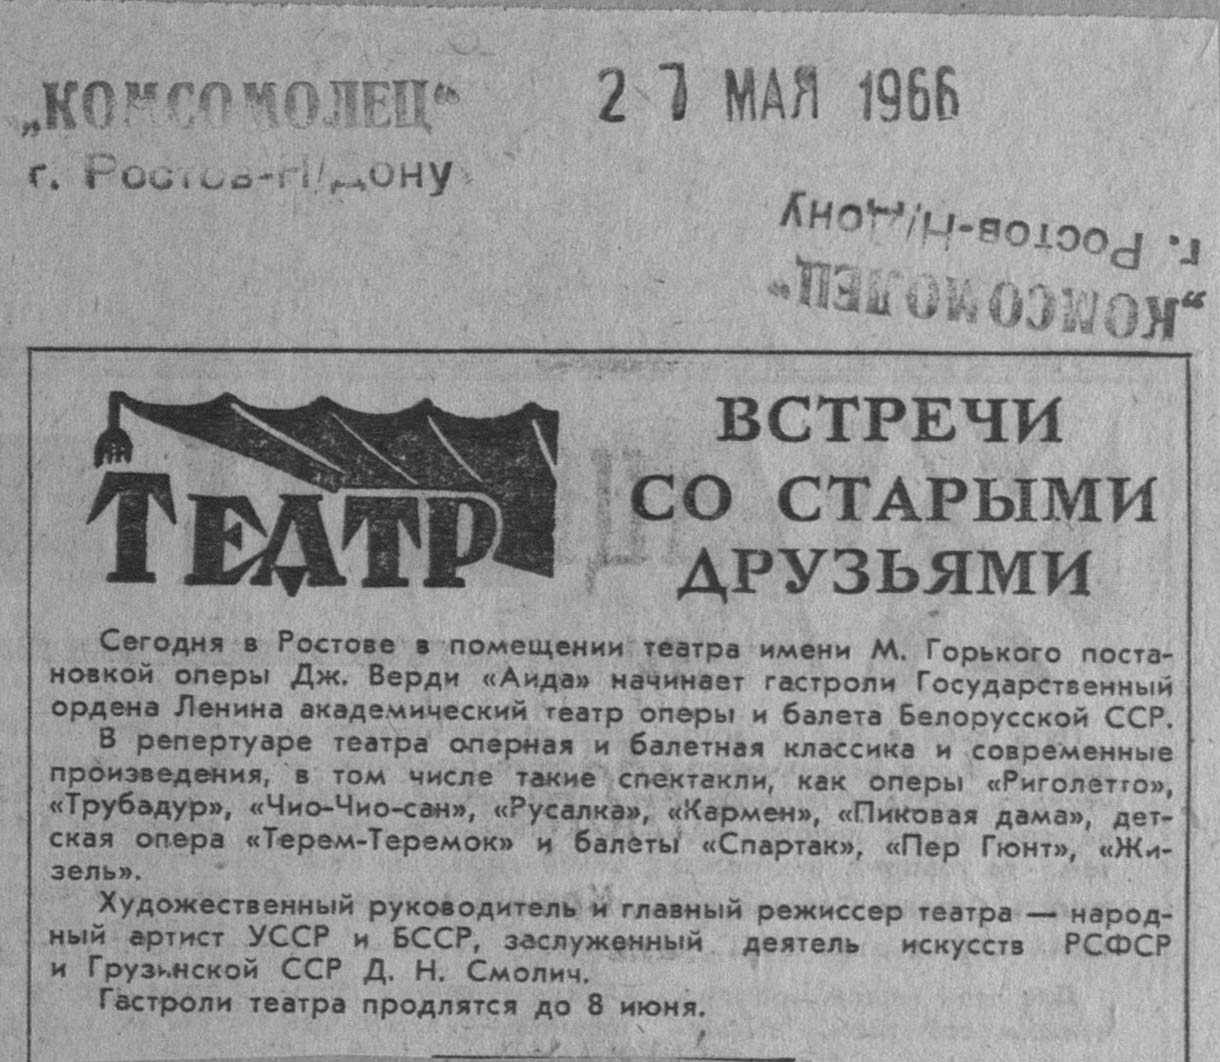 „КОМСОМОЛЕЦ“
г. Ростов-Н/Дону
27 МАЯ 1966
г. Ростов-Н/Дону
„КОМСОМОЛЕЦ“
ТЕАТР
ВСТРЕЧИ
СО СТАРЫМИ
ДРУЗЬЯМИ
Сегодня в Ростове в помещении театра имени М. Горького поста-
новкой оперы Дж. Верди «Аида» начинает гастроли Государственный
ордена Ленина академический театр оперы и балета Белорусской ССР.
В репертуаре театра оперная и балетная классика и современные
произведения, в том числе такие спектакли, как оперы «Риголетто»,
«Трубадур», «Чио-Чио-сан», «Русалка», «Кармен», «Пиковая дама», дет-
ская опера «Терем-Теремок» и балеты «Спартак», «Пер Гюнт», «Жи-
зель».
Художественный руководитель и главный режиссер театра — народ-
ный артист УССР и БССР, заслуженный деятель искусств РСФСР
и Грузинской ССР Д. Н. Смолич.
Гастроли театра продлятся до 8 июня.